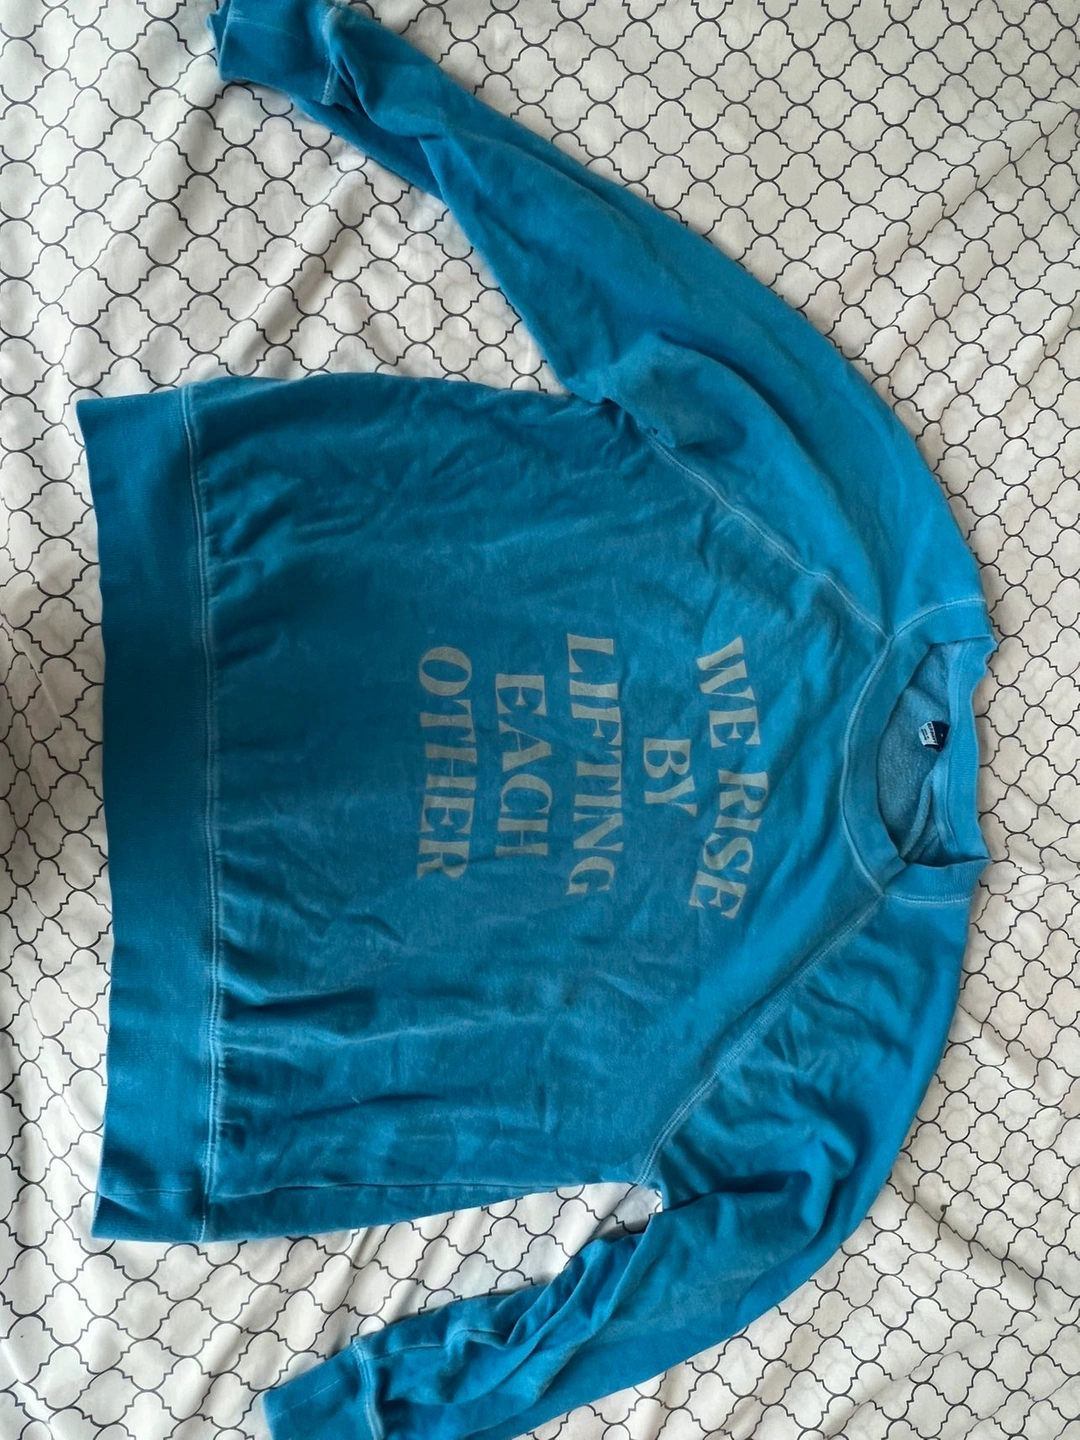 WE RISE
BY
LIFTING
EACH
OTHER